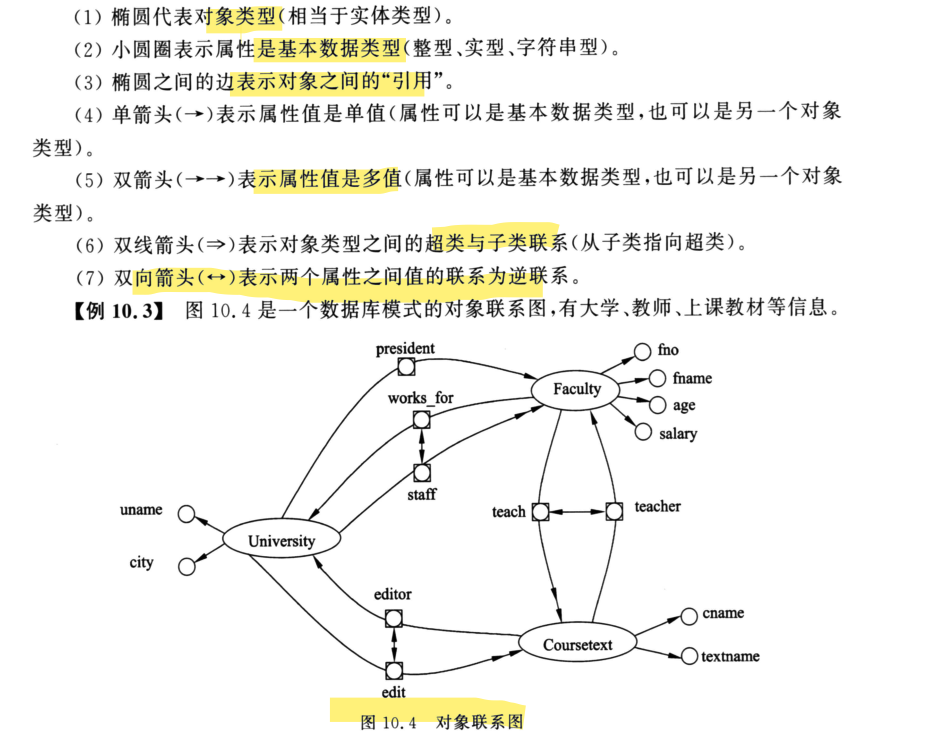 (1) 椭圆代表对象类型(相当于实体类型)。
(2) 小圆圈表示属性是基本数据类型(整型、实型、字符串型)。
(3) 椭圆之间的边表示对象之间的“引用”。
(4) 单箭头(→)表示属性值是单值(属性可以是基本数据类型,也可以是另一个对象
类型)。
(5) 双箭头(→→)表示属性值是多值(属性可以是基本数据类型,也可以是另一个对象
类型)。
(6) 双线箭头(⇒)表示对象类型之间的超类与子类联系(从子类指向超类)。
(7) 双向箭头(↔)表示两个属性之间值的联系为逆联系。
【例 10.3】 图 10.4 是一个数据库模式的对象联系图,有大学、教师、上课教材等信息。
president
fno
Faculty
fname
works_for
age
salary
staff
uname
teach
teacher
University
city
editor
cname
Coursetext
textname
edit
图 10.4 对象联系图